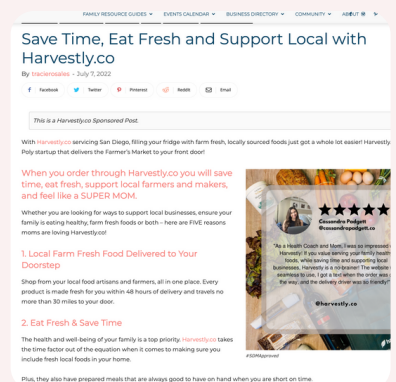 FAMILY RESOURCE GUIDES EVENTS CALENDAR BUSINESS DIRECTORY COMMUNITY ABOUT
Save Time, Eat Fresh and Support Local with
Harvestly.co
By tracierosales - July 7, 2022
Facebook Twitter Pinterest Reddit Email
This is a Harvestly.co Sponsored Post.
With Harvestly.co servicing San Diego, filling your fridge with farm fresh, locally sourced foods just got a whole lot easier! Harvestly
Poly startup that delivers the Farmer's Market to your front door!
When you order through Harvestly.co you will save
time, eat fresh, support local farmers and makers,
and feel like a SUPER MOM.
Whether you are looking for ways to support local businesses, ensure your
family is eating healthy, farm fresh foods or both – here are FIVE reasons
moms are loving Harvestly.co!
1. Local Farm Fresh Food Delivered to Your
Doorstep
Shop from your local food artisans and farmers, all in one place. Every
product is made fresh for you within 48 hours of delivery and travels no
more than 30 miles to your door.
2. Eat Fresh & Save Time
The health and well-being of your family is a top priority. Harvestly.co takes
the time factor out of the equation when it comes to making sure you
include fresh local foods in your home.
Plus, they also have prepared meals that are always good to have on hand when you are short on time.
Cassandra Padgett
@cassandrapadgett.co
"As a Health Coach and Mom, I was so impressed
Harvestly! If you value serving your family health
foods, while saving time and supporting local
businesses, Harvestly is a no-brainer! The website
seamless to use, I got a text when the order was
the way, and the delivery driver was so friendly!"
@harvestly.co
#SDMApproved